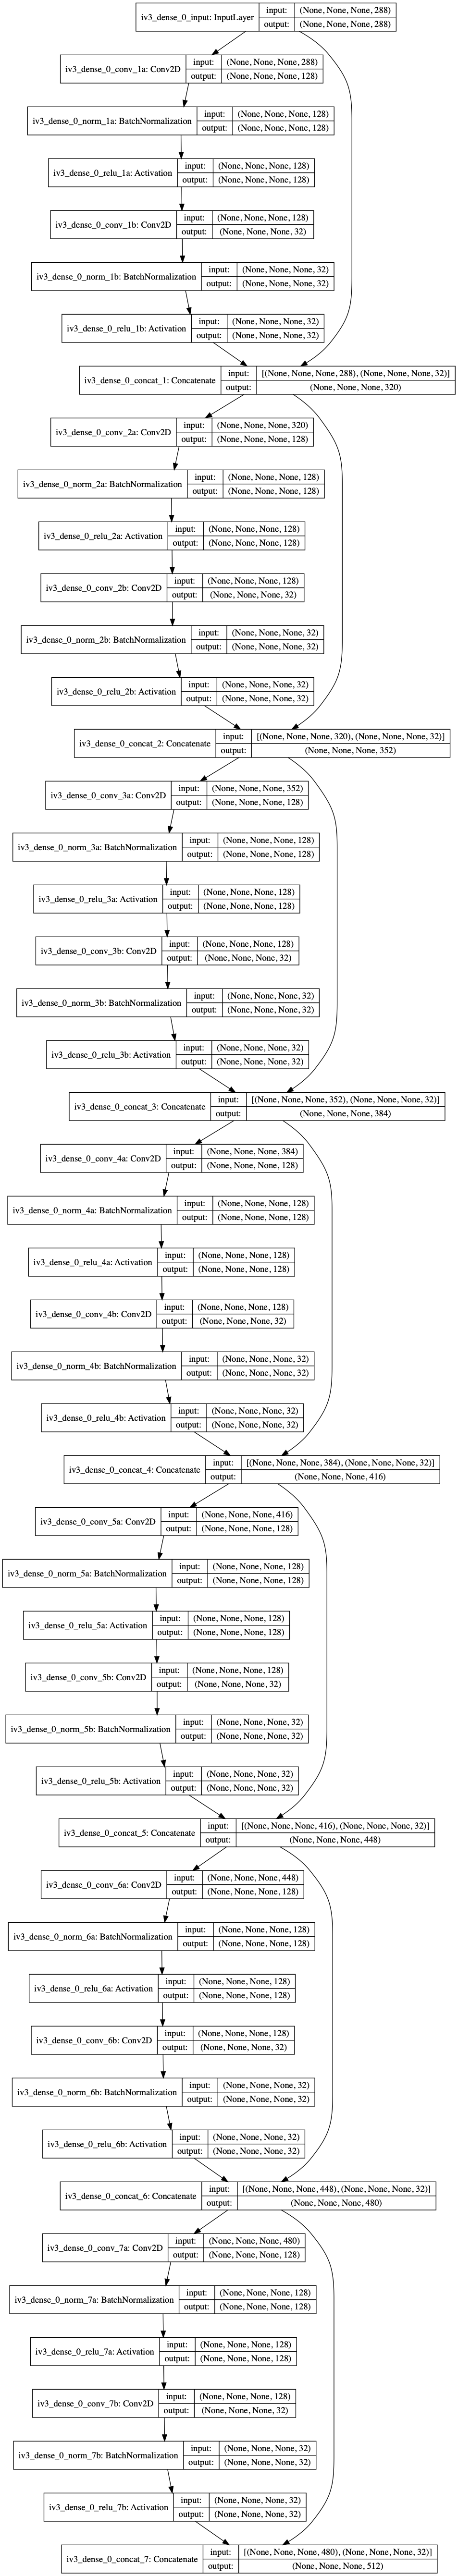 iv3_dense_0_input: InputLayer input: (None, None, None, 288)
output: (None, None, None, 288)
iv3_dense_0_conv_1a: Conv2D input: (None, None, None, 288)
output: (None, None, None, 128)
iv3_dense_0_norm_1a: BatchNormalization input: (None, None, None, 128)
output: (None, None, None, 128)
iv3_dense_0_relu_1a: Activation input: (None, None, None, 128)
output: (None, None, None, 128)
iv3_dense_0_conv_1b: Conv2D input: (None, None, None, 128)
output: (None, None, None, 32)
iv3_dense_0_norm_1b: BatchNormalization input: (None, None, None, 32)
output: (None, None, None, 32)
iv3_dense_0_relu_1b: Activation input: (None, None, None, 32)
output: (None, None, None, 32)
iv3_dense_0_concat_1: Concatenate input: [(None, None, None, 288), (None, None, None, 32)]
output: (None, None, None, 320)
iv3_dense_0_conv_2a: Conv2D input: (None, None, None, 320)
output: (None, None, None, 128)
iv3_dense_0_norm_2a: BatchNormalization input: (None, None, None, 128)
output: (None, None, None, 128)
iv3_dense_0_relu_2a: Activation input: (None, None, None, 128)
output: (None, None, None, 128)
iv3_dense_0_conv_2b: Conv2D input: (None, None, None, 128)
output: (None, None, None, 32)
iv3_dense_0_norm_2b: BatchNormalization input: (None, None, None, 32)
output: (None, None, None, 32)
iv3_dense_0_relu_2b: Activation input: (None, None, None, 32)
output: (None, None, None, 32)
iv3_dense_0_concat_2: Concatenate input: [(None, None, None, 320), (None, None, None, 32)]
output: (None, None, None, 352)
iv3_dense_0_conv_3a: Conv2D input: (None, None, None, 352)
output: (None, None, None, 128)
iv3_dense_0_norm_3a: BatchNormalization input: (None, None, None, 128)
output: (None, None, None, 128)
iv3_dense_0_relu_3a: Activation input: (None, None, None, 128)
output: (None, None, None, 128)
iv3_dense_0_conv_3b: Conv2D input: (None, None, None, 128)
output: (None, None, None, 32)
iv3_dense_0_norm_3b: BatchNormalization input: (None, None, None, 32)
output: (None, None, None, 32)
iv3_dense_0_relu_3b: Activation input: (None, None, None, 32)
output: (None, None, None, 32)
iv3_dense_0_concat_3: Concatenate input: [(None, None, None, 352), (None, None, None, 32)]
output: (None, None, None, 384)
iv3_dense_0_conv_4a: Conv2D input: (None, None, None, 384)
output: (None, None, None, 128)
iv3_dense_0_norm_4a: BatchNormalization input: (None, None, None, 128)
output: (None, None, None, 128)
iv3_dense_0_relu_4a: Activation input: (None, None, None, 128)
output: (None, None, None, 128)
iv3_dense_0_conv_4b: Conv2D input: (None, None, None, 128)
output: (None, None, None, 32)
iv3_dense_0_norm_4b: BatchNormalization input: (None, None, None, 32)
output: (None, None, None, 32)
iv3_dense_0_relu_4b: Activation input: (None, None, None, 32)
output: (None, None, None, 32)
iv3_dense_0_concat_4: Concatenate input: [(None, None, None, 384), (None, None, None, 32)]
output: (None, None, None, 416)
iv3_dense_0_conv_5a: Conv2D input: (None, None, None, 416)
output: (None, None, None, 128)
iv3_dense_0_norm_5a: BatchNormalization input: (None, None, None, 128)
output: (None, None, None, 128)
iv3_dense_0_relu_5a: Activation input: (None, None, None, 128)
output: (None, None, None, 128)
iv3_dense_0_conv_5b: Conv2D input: (None, None, None, 128)
output: (None, None, None, 32)
iv3_dense_0_norm_5b: BatchNormalization input: (None, None, None, 32)
output: (None, None, None, 32)
iv3_dense_0_relu_5b: Activation input: (None, None, None, 32)
output: (None, None, None, 32)
iv3_dense_0_concat_5: Concatenate input: [(None, None, None, 416), (None, None, None, 32)]
output: (None, None, None, 448)
iv3_dense_0_conv_6a: Conv2D input: (None, None, None, 448)
output: (None, None, None, 128)
iv3_dense_0_norm_6a: BatchNormalization input: (None, None, None, 128)
output: (None, None, None, 128)
iv3_dense_0_relu_6a: Activation input: (None, None, None, 128)
output: (None, None, None, 128)
iv3_dense_0_conv_6b: Conv2D input: (None, None, None, 128)
output: (None, None, None, 32)
iv3_dense_0_norm_6b: BatchNormalization input: (None, None, None, 32)
output: (None, None, None, 32)
iv3_dense_0_relu_6b: Activation input: (None, None, None, 32)
output: (None, None, None, 32)
iv3_dense_0_concat_6: Concatenate input: [(None, None, None, 448), (None, None, None, 32)]
output: (None, None, None, 480)
iv3_dense_0_conv_7a: Conv2D input: (None, None, None, 480)
output: (None, None, None, 128)
iv3_dense_0_norm_7a: BatchNormalization input: (None, None, None, 128)
output: (None, None, None, 128)
iv3_dense_0_relu_7a: Activation input: (None, None, None, 128)
output: (None, None, None, 128)
iv3_dense_0_conv_7b: Conv2D input: (None, None, None, 128)
output: (None, None, None, 32)
iv3_dense_0_norm_7b: BatchNormalization input: (None, None, None, 32)
output: (None, None, None, 32)
iv3_dense_0_relu_7b: Activation input: (None, None, None, 32)
output: (None, None, None, 32)
iv3_dense_0_concat_7: Concatenate input: [(None, None, None, 480), (None, None, None, 32)]
output: (None, None, None, 512)